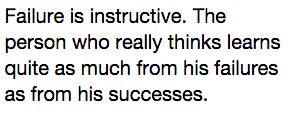 Failure is instructive. The
person who really thinks learns
quite as much from his failures
as from his successes.